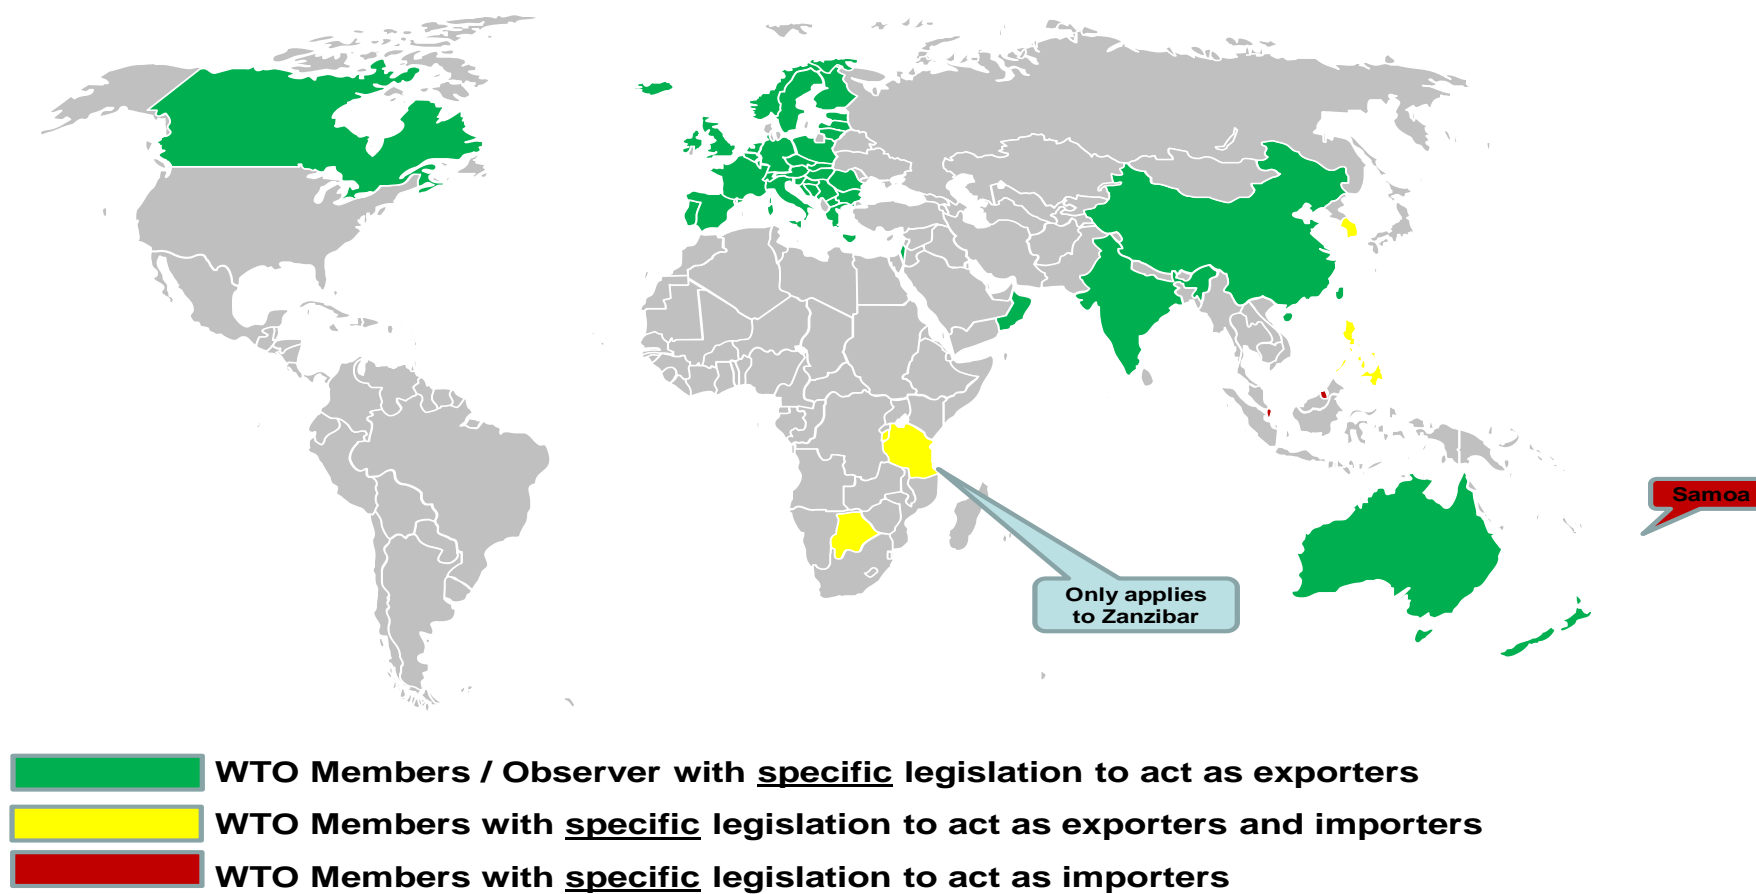 Samoa
Only applies
to Zanzibar
WTO Members / Observer with specific legislation to act as exporters
WTO Members with specific legislation to act as exporters and importers
WTO Members with specific legislation to act as importers